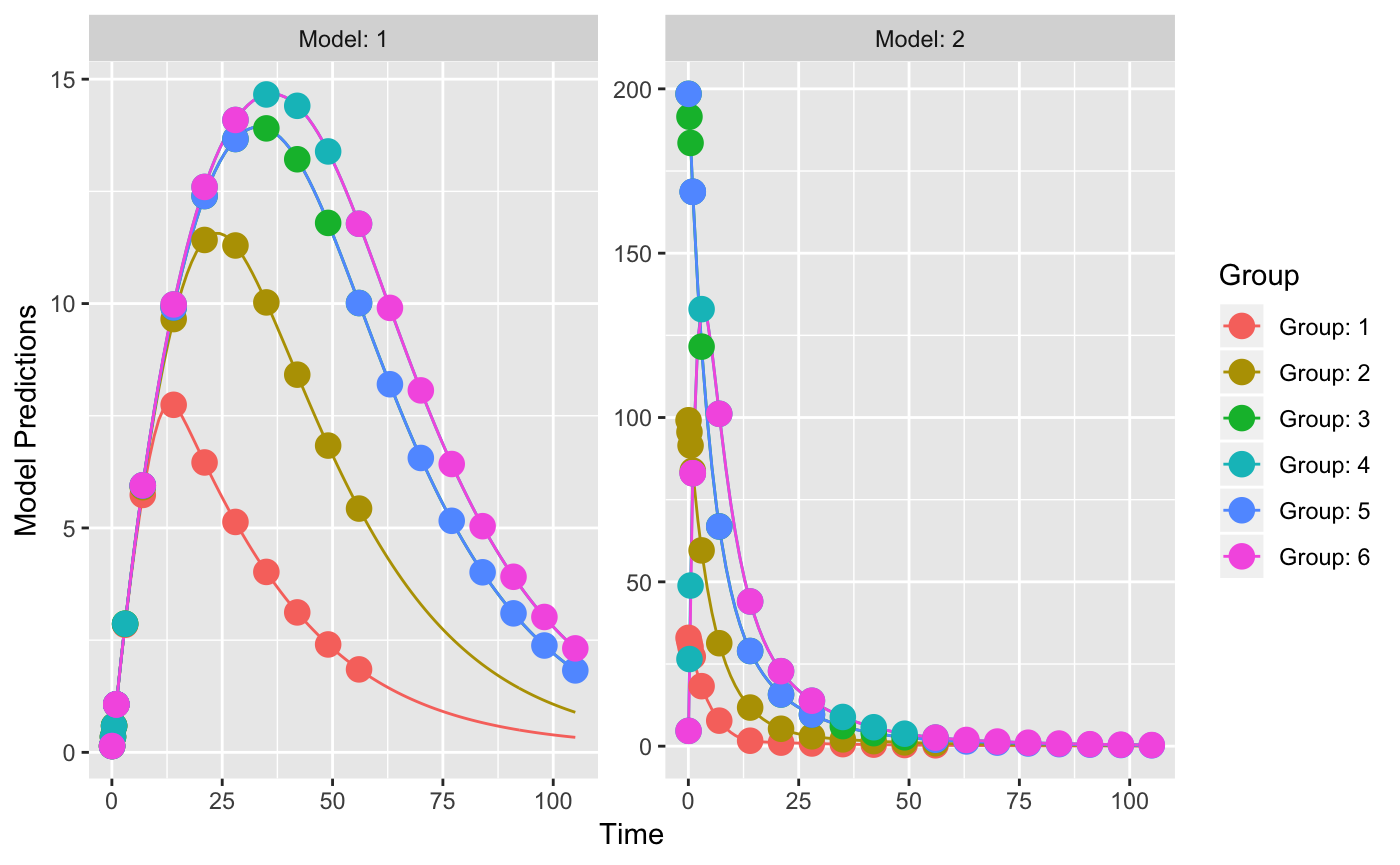 Model: 1
Model: 2
Model Predictions
15
10
5
0
200
150
100
50
0
0 25 50 75 100
0 25 50 75 100
Time
Group
Group: 1
Group: 2
Group: 3
Group: 4
Group: 5
Group: 6